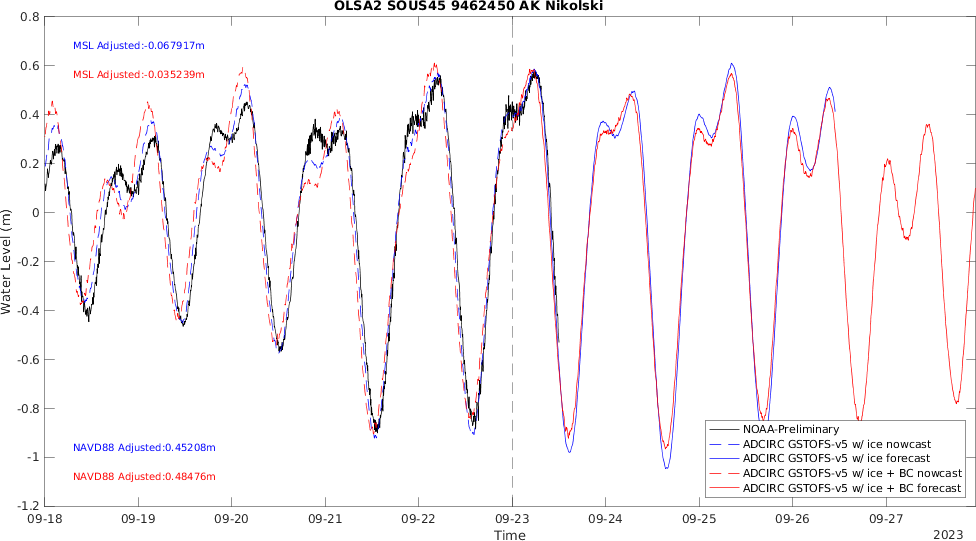 OLSA2 SOUS45 9462450 AK Nikolski
MSL Adjusted:-0.067917m
MSL Adjusted:-0.035239m
NAVD88 Adjusted:0.45208m
NAVD88 Adjusted:0.48476m
Water Level (m)
0.8
0.6
0.4
0.2
0
-0.2
-0.4
-0.6
-0.8
-1
-1.2
NOAA-Preliminary
ADCIRC GSTOFS-v5 w/ ice nowcast
ADCIRC GSTOFS-v5 w/ ice forecast
ADCIRC GSTOFS-v5 w/ ice + BC nowcast
ADCIRC GSTOFS-v5 w/ ice + BC forecast
09-18 09-19 09-20 09-21 09-22 09-23 09-24 09-25 09-26 09-27
Time
2023